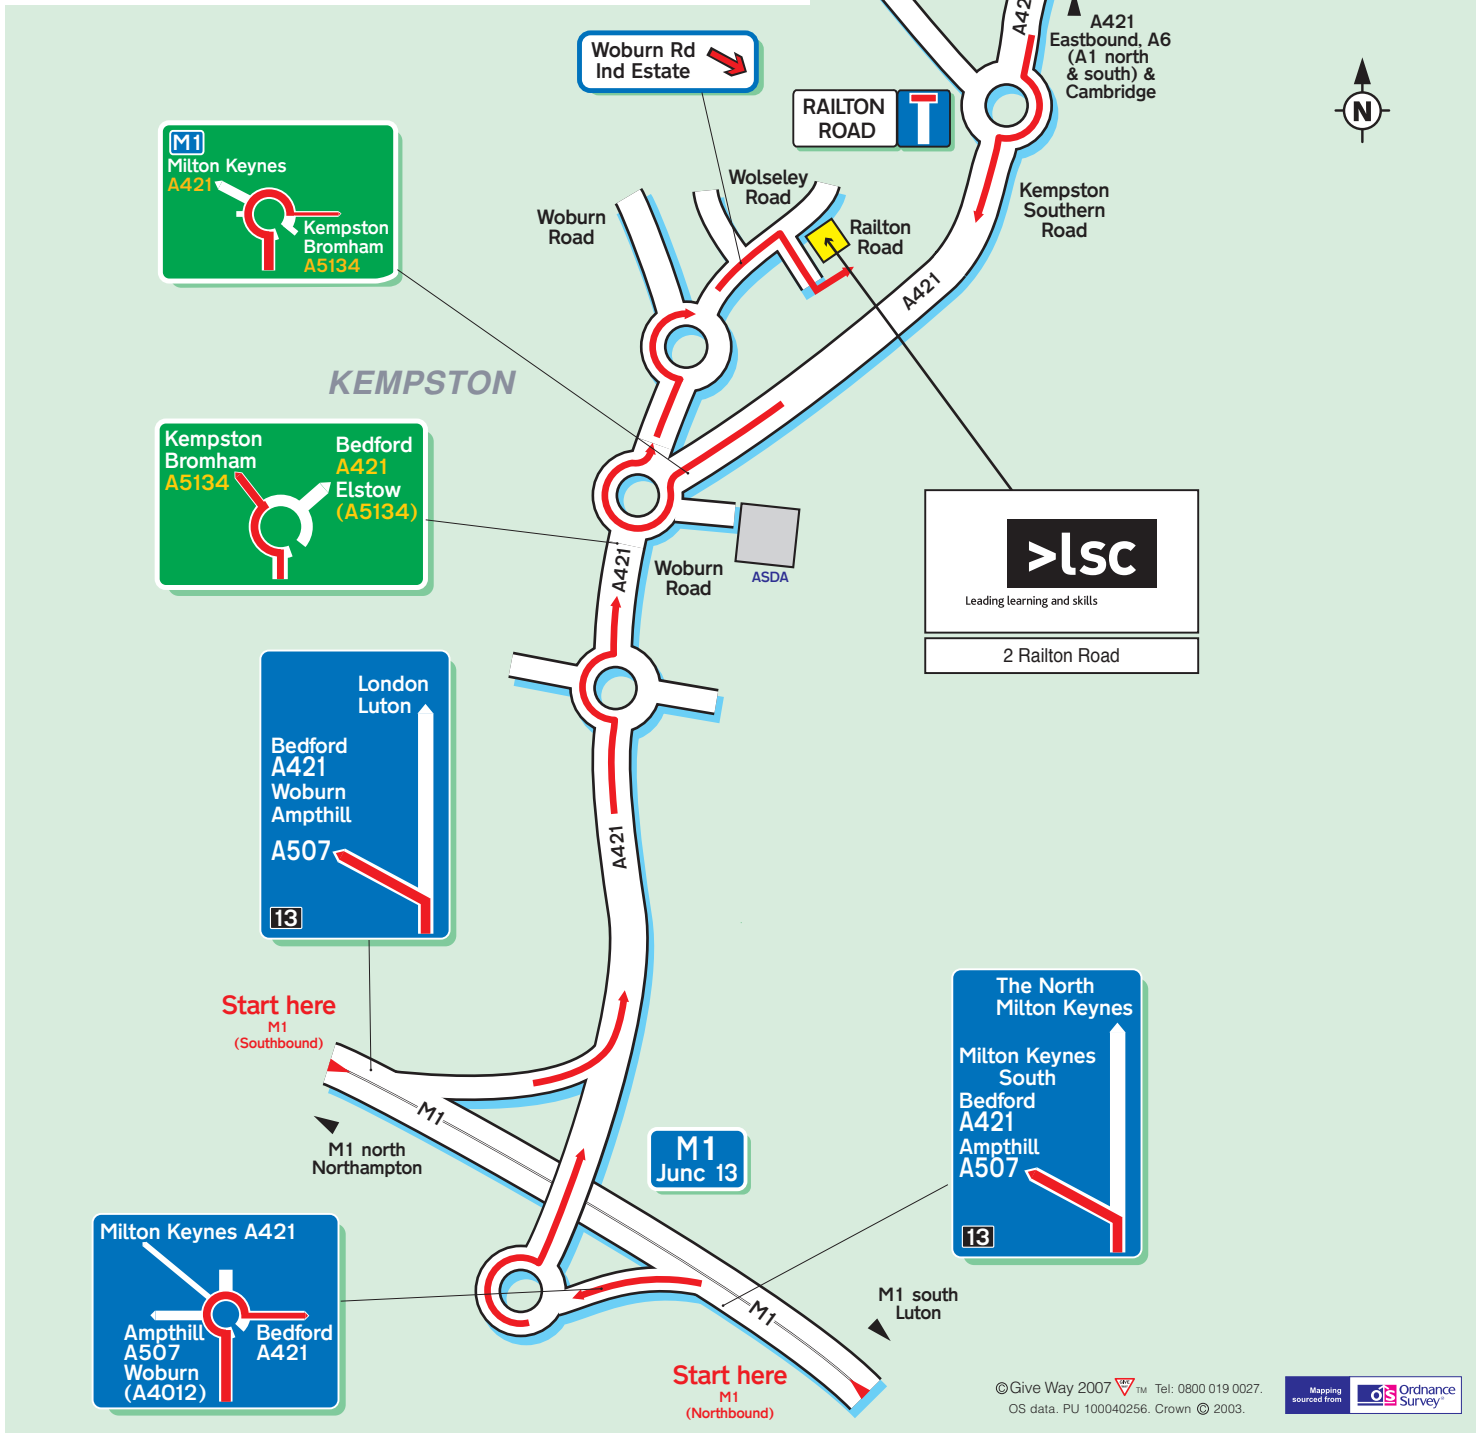 A42
A421
Eastbound, A6
(A1 north
& south) &
Cambridge
Woburn Rd
Ind Estate
RAILTON
ROAD
N
M1
Milton Keynes
A421
Kempston
Bromham
A5134
Wolseley
Road
Woburn
Road
Railton
Road
Kempston
Southern
Road
A421
KEMPSTON
Kempston
Bromham
A5134
Bedford
A421
Elstow
(A5134)
A421
Woburn
Road
ASDA
>lsc
Leading learning and skills
2 Railton Road
London
Luton
Bedford
A421
Woburn
Ampthill
A507
13
A421
Start here
M1
(Southbound)
M1
M1 north
Northampton
M1
Junc 13
The North
Milton Keynes
Milton Keynes
South
Bedford
A421
Ampthill
A507
13
Milton Keynes A421
Ampthill
A507
Woburn
(A4012)
Bedford
A421
M1
M1 south
Luton
Start here
M1
(Northbound)
©Give Way 2007 GIVE WAY TM Tel: 0800 019 0027.
OS data. PU 100040256. Crown © 2003.
Mapping
sourced from
OS Ordnance
Survey®